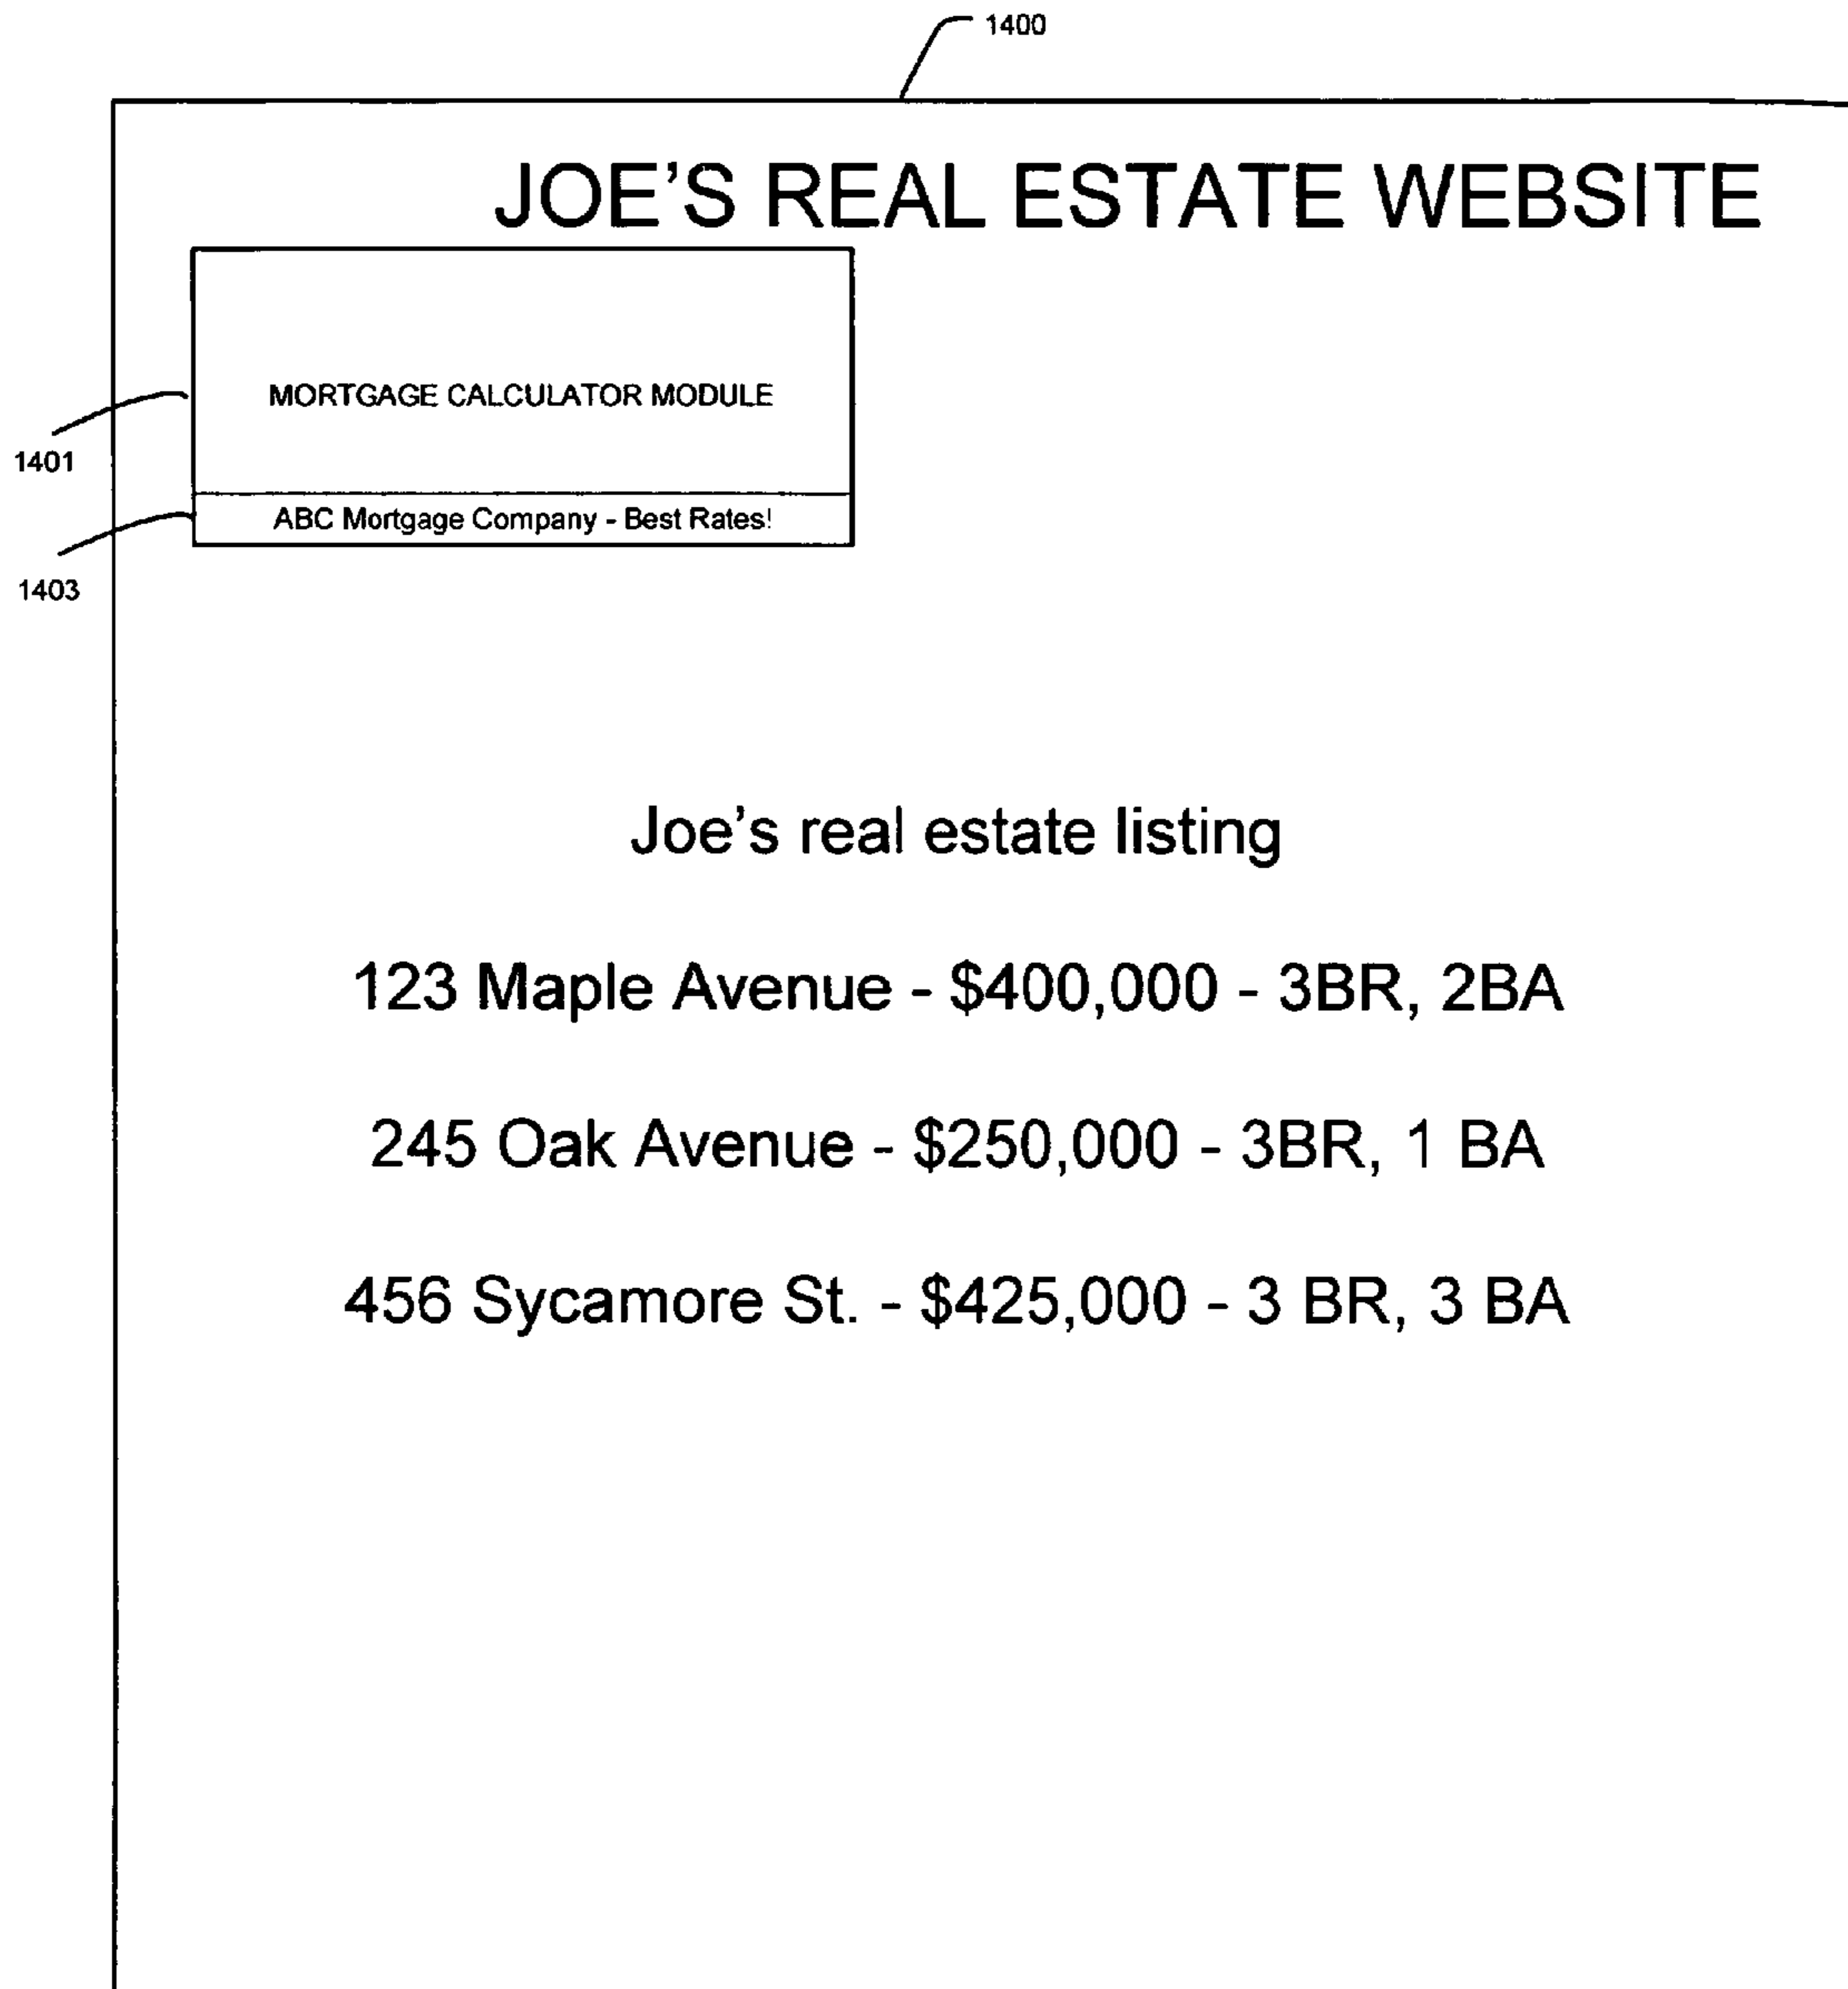 1400
JOE'S REAL ESTATE WEBSITE
MORTGAGE CALCULATOR MODULE
1401
ABC Mortgage Company - Best Rates!
1403
Joe's real estate listing
123 Maple Avenue - $400,000 - 3BR, 2BA
245 Oak Avenue - $250,000 - 3BR, 1 BA
456 Sycamore St. - $425,000 - 3 BR, 3 BA